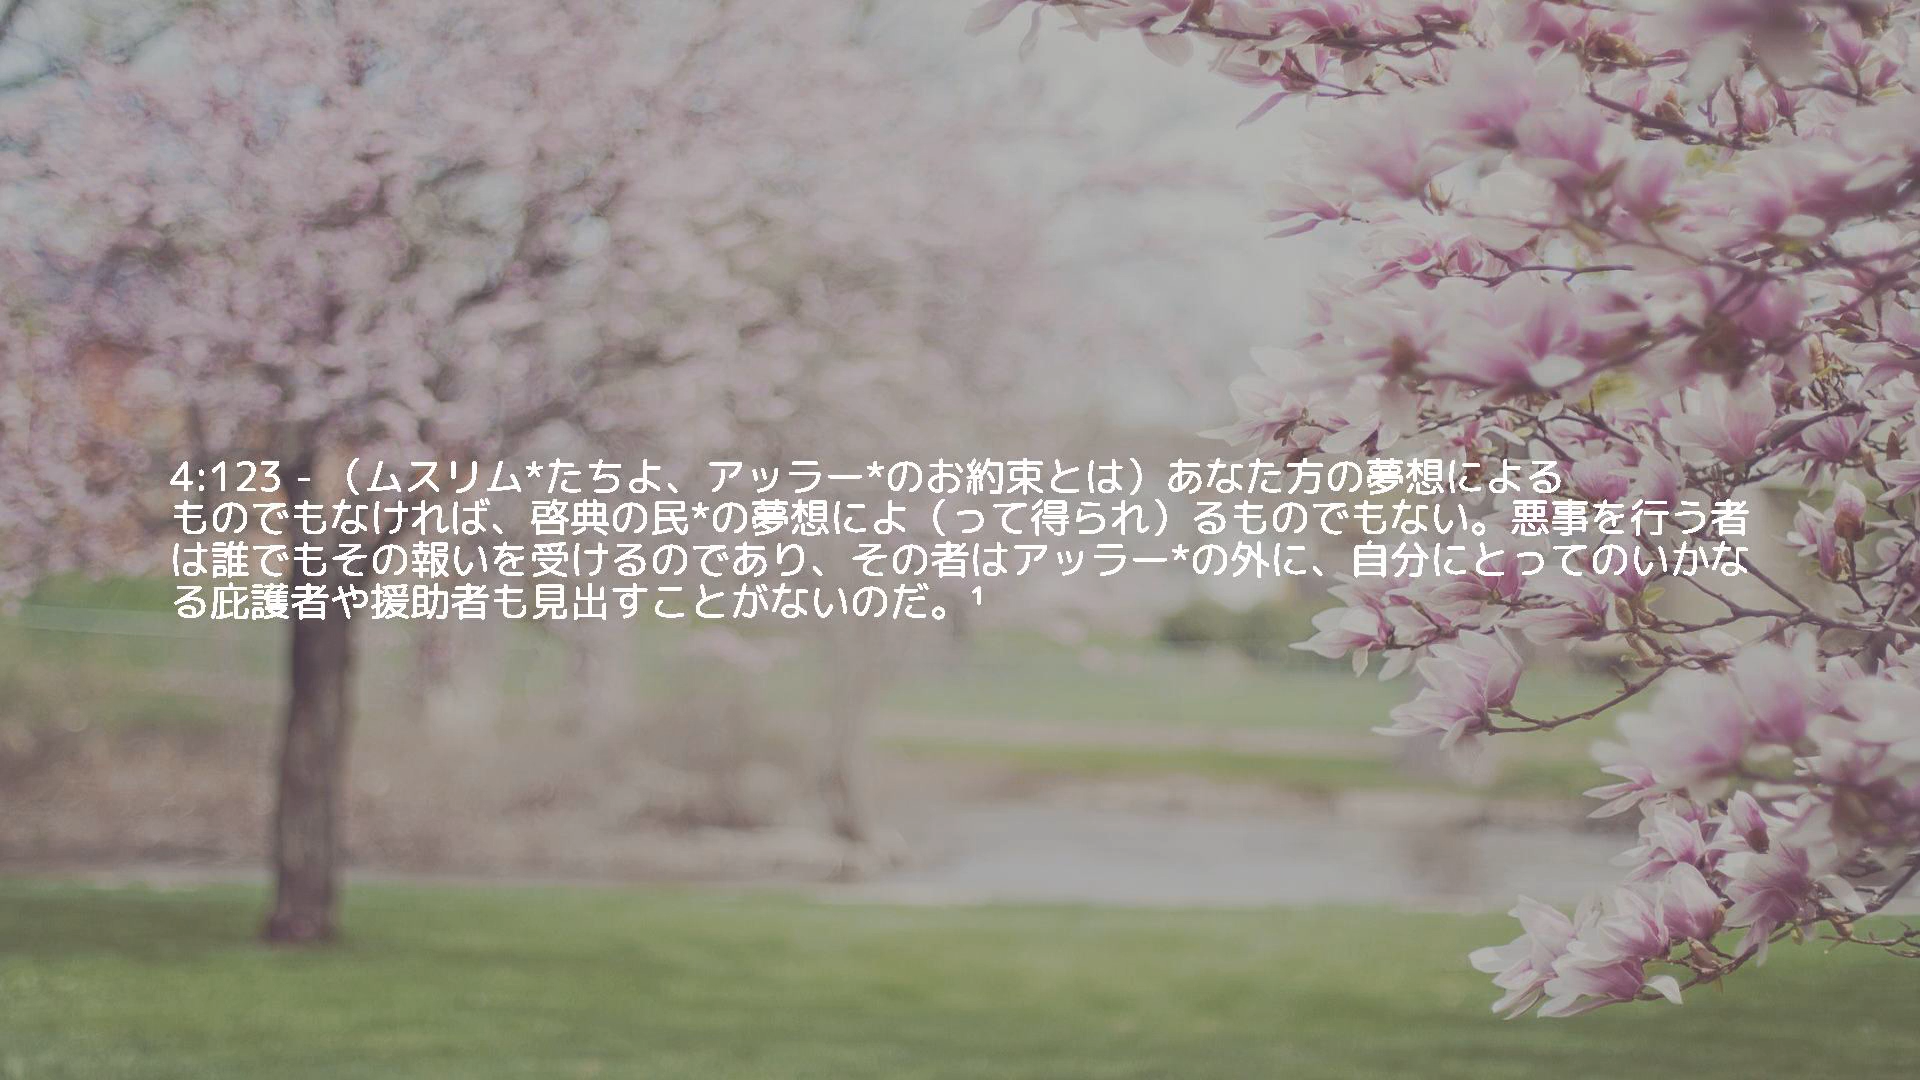 4:123 - （ムスリム*たちよ、アッラー*のお約束とは）あなた方の夢想による
ものでもなければ、啓典の民*の夢想によ（って得られ）るものでもない。悪事を行う者
は誰でもその報いを受けるのであり、その者はアッラー*の外に、自分にとってのいかな
る庇護者や援助者も見出すことがないのだ。¹